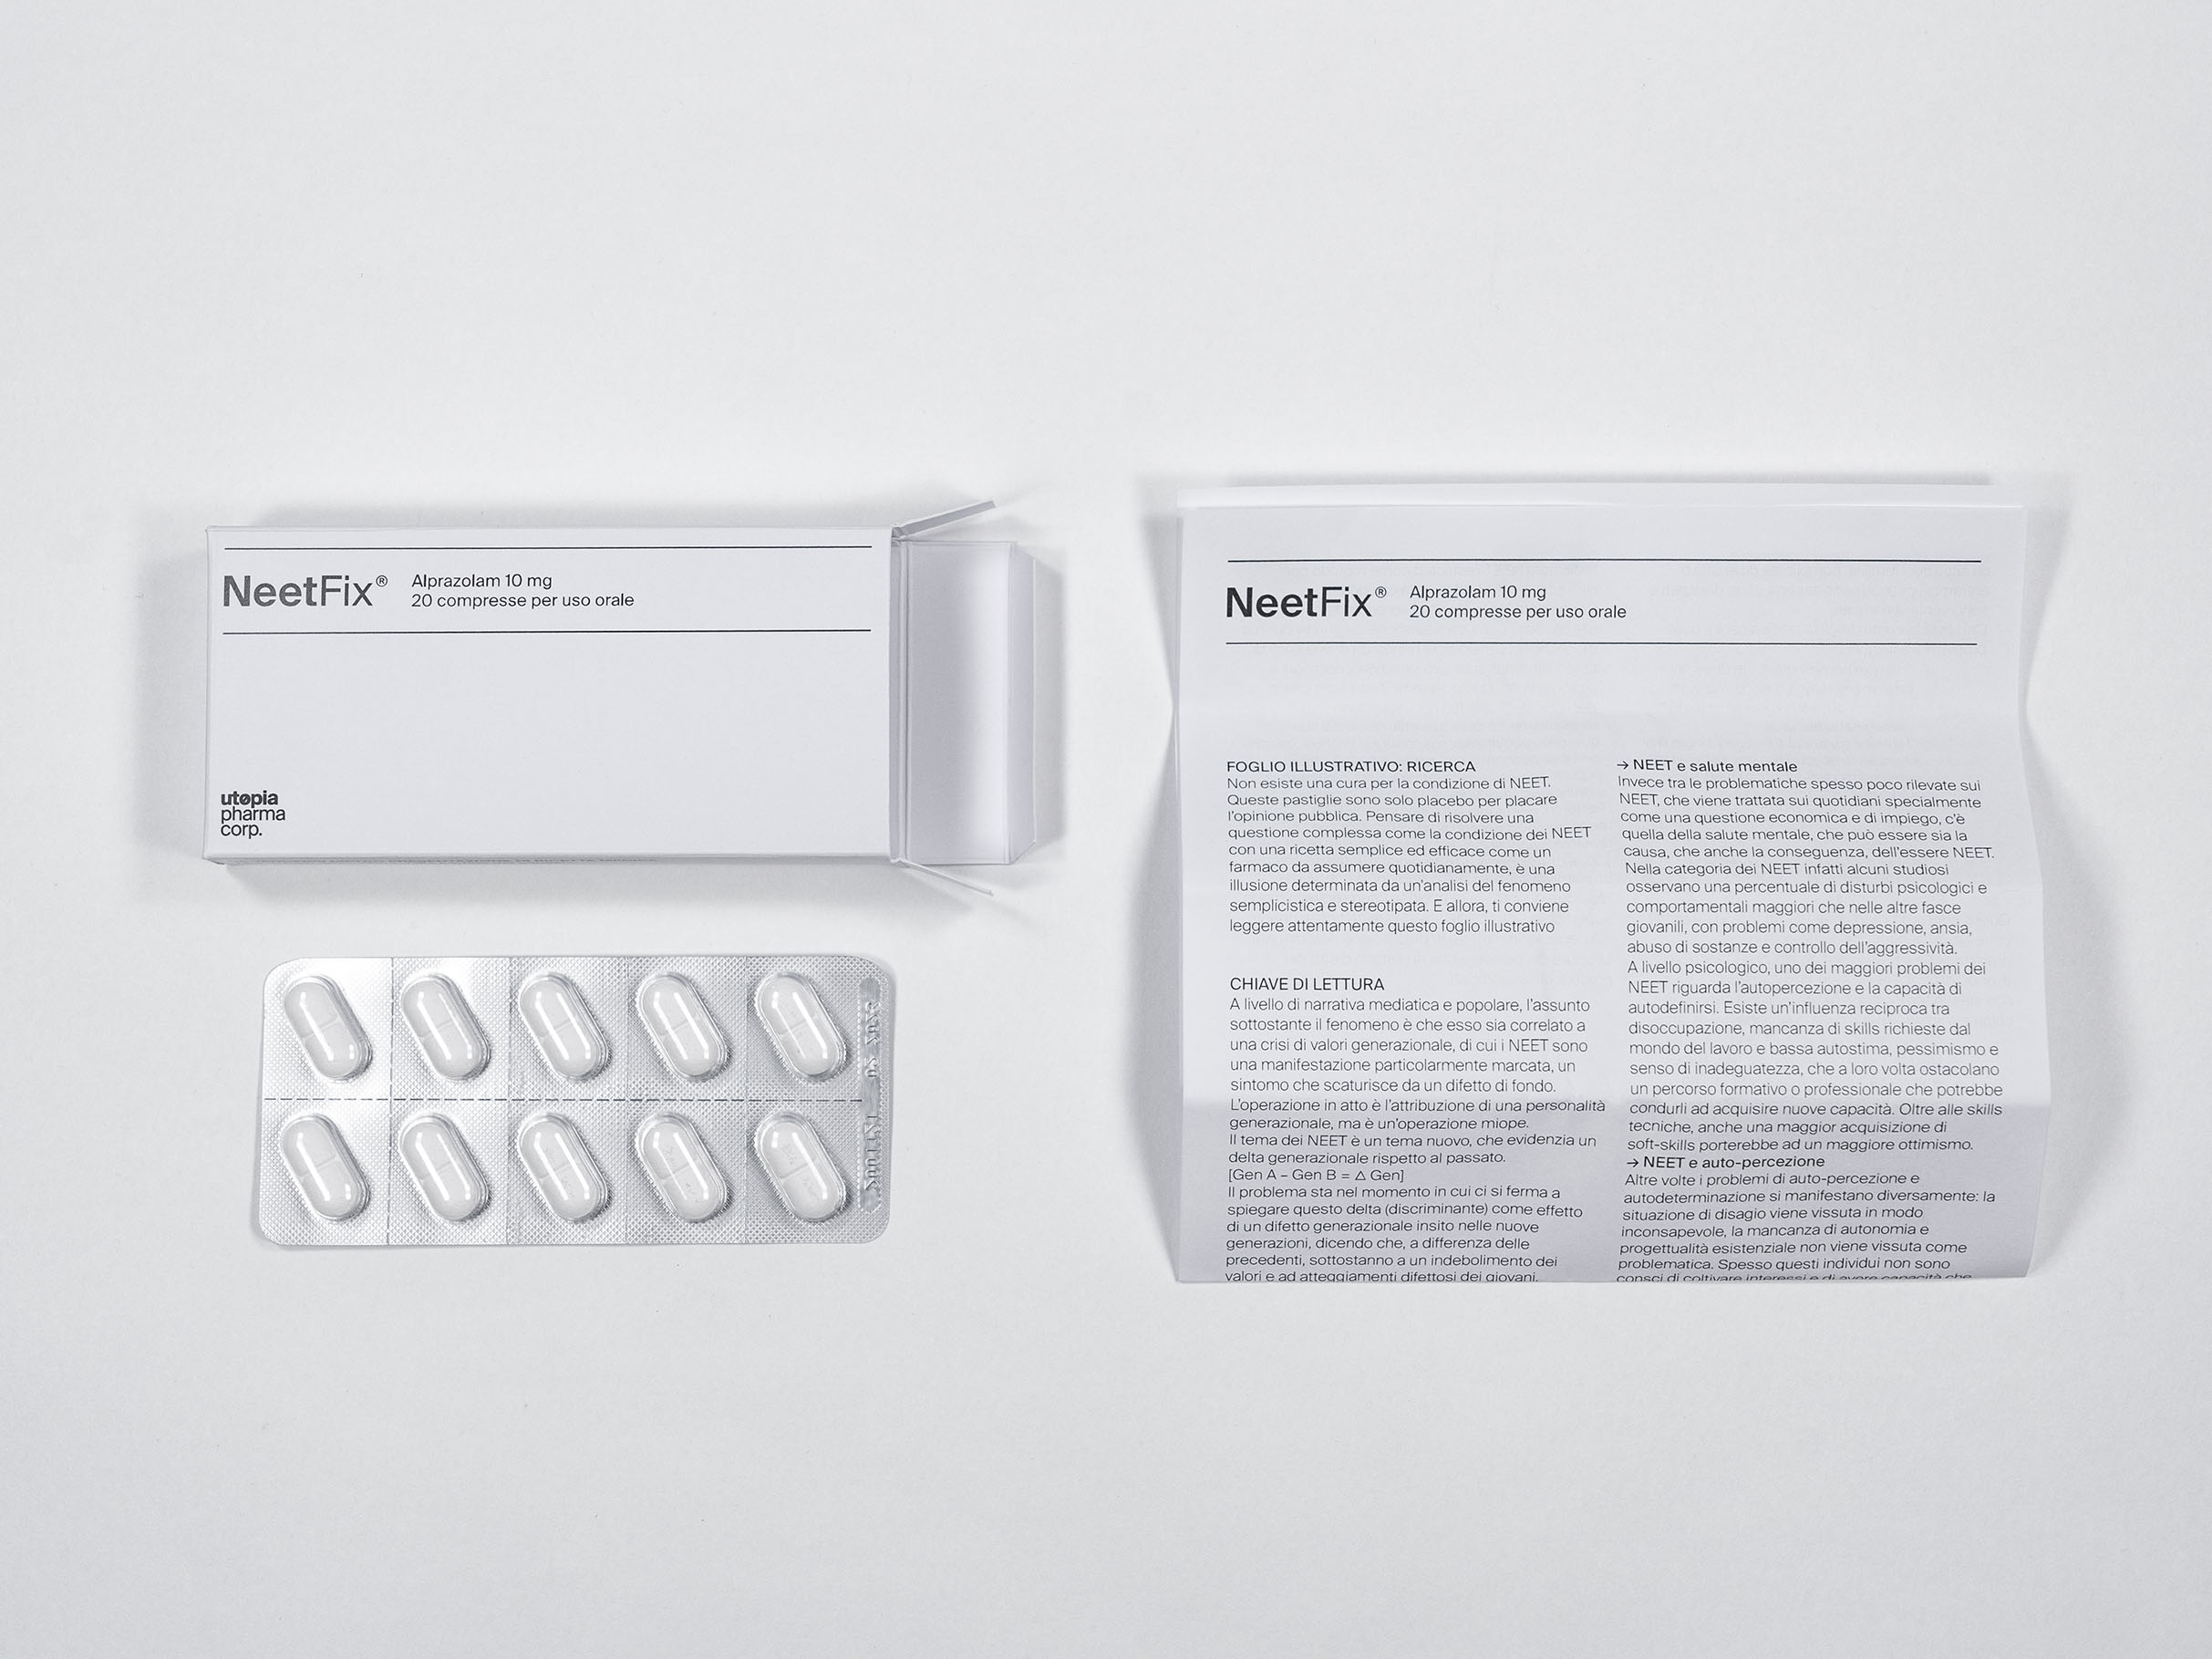 NeetFix®
Alprazolam 10 mg
20 compresse per uso orale
utøpia
pharma
corp.
NeetFix®
Alprazolam 10 mg
20 compresse per uso orale
FOGLIO ILLUSTRATIVO: RICERCA
Non esiste una cura per la condizione di NEET.
Queste pastiglie sono solo placebo per placare
l'opinione pubblica. Pensare di risolvere una
questione complessa come la condizione dei NEET
con una ricetta semplice ed efficace come un
farmaco da assumere quotidianamente, è una
illusione determinata da un'analisi del fenomeno
semplicistica e stereotipata. E allora, ti conviene
leggere attentamente questo foglio illustrativo
CHIAVE DI LETTURA
A livello di narrativa mediatica e popolare, l'assunto
sottostante il fenomeno è che esso sia correlato a
una crisi di valori generazionale, di cui i NEET sono
una manifestazione particolarmente marcata, un
sintomo che scaturisce da un difetto di fondo.
L'operazione in atto è l'attribuzione di una personalità
generazionale, ma è un'operazione miope.
Il tema dei NEET è un tema nuovo, che evidenzia un
delta generazionale rispetto al passato.
[Gen A – Gen B = △ Gen]
Il problema sta nel momento in cui ci si ferma a
spiegare questo delta (discriminante) come effetto
di un difetto generazionale insito nelle nuove
generazioni, dicendo che, a differenza delle
precedenti, sottostanno a un indebolimento dei
valori e ad atteggiamenti difettosi dei giovani.
→ NEET e salute mentale
Invece tra le problematiche spesso poco rilevate sui
NEET, che viene trattata sui quotidiani specialmente
come una questione economica e di impiego, c'è
quella della salute mentale, che può essere sia la
causa, che anche la conseguenza, dell'essere NEET.
Nella categoria dei NEET infatti alcuni studiosi
osservano una percentuale di disturbi psicologici e
comportamentali maggiori che nelle altre fasce
giovanili, con problemi come depressione, ansia,
abuso di sostanze e controllo dell'aggressività.
A livello psicologico, uno dei maggiori problemi dei
NEET riguarda l'autopercezione e la capacità di
autodefinirsi. Esiste un'influenza reciproca tra
disoccupazione, mancanza di skills richieste dal
mondo del lavoro e bassa autostima, pessimismo e
senso di inadeguatezza, che a loro volta ostacolano
un percorso formativo o professionale che potrebbe
condurli ad acquisire nuove capacità. Oltre alle skills
tecniche, anche una maggior acquisizione di
soft-skills porterebbe ad un maggiore ottimismo.
→ NEET e auto-percezione
Altre volte i problemi di auto-percezione e
autodeterminazione si manifestano diversamente: la
situazione di disagio viene vissuta in modo
inconsapevole, la mancanza di autonomia e
progettualità esistenziale non viene vissuta come
problematica. Spesso questi individui non sono
consci di coltivare interessi e di avere capacità che